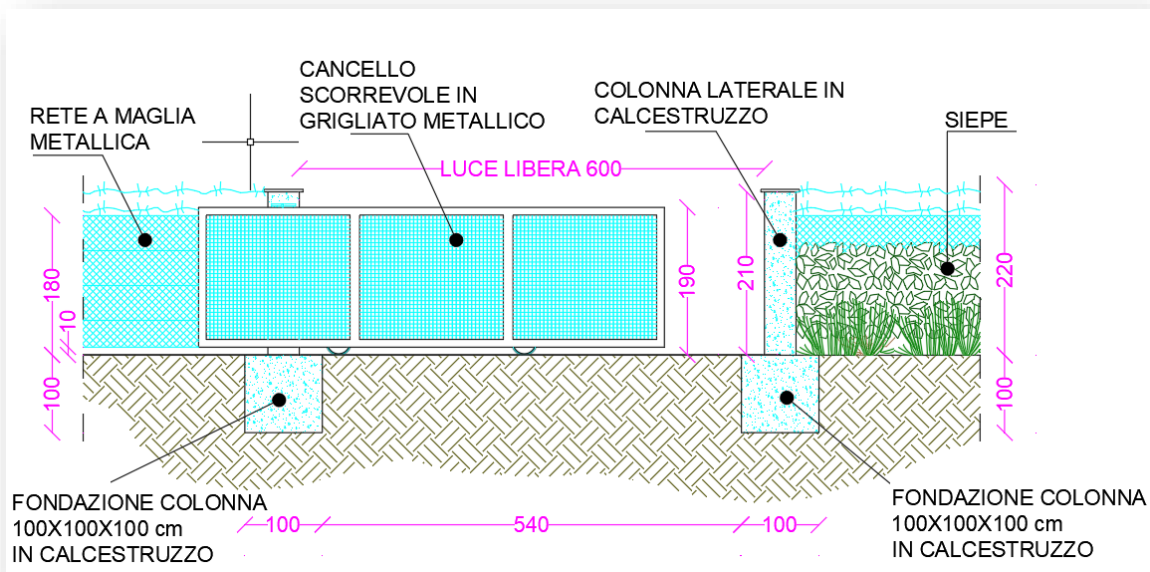 CANCELLO
SCORREVOLE IN
GRIGLIATO METALLICO
COLONNA LATERALE IN
CALCESTRUZZO
RETE A MAGLIA
METALLICA
SIEPE
LUCE LIBERA 600
180
10
100
190
210
220
100
FONDAZIONE COLONNA
100X100X100 cm
IN CALCESTRUZZO
100
540
100
FONDAZIONE COLONNA
100X100X100 cm
IN CALCESTRUZZO